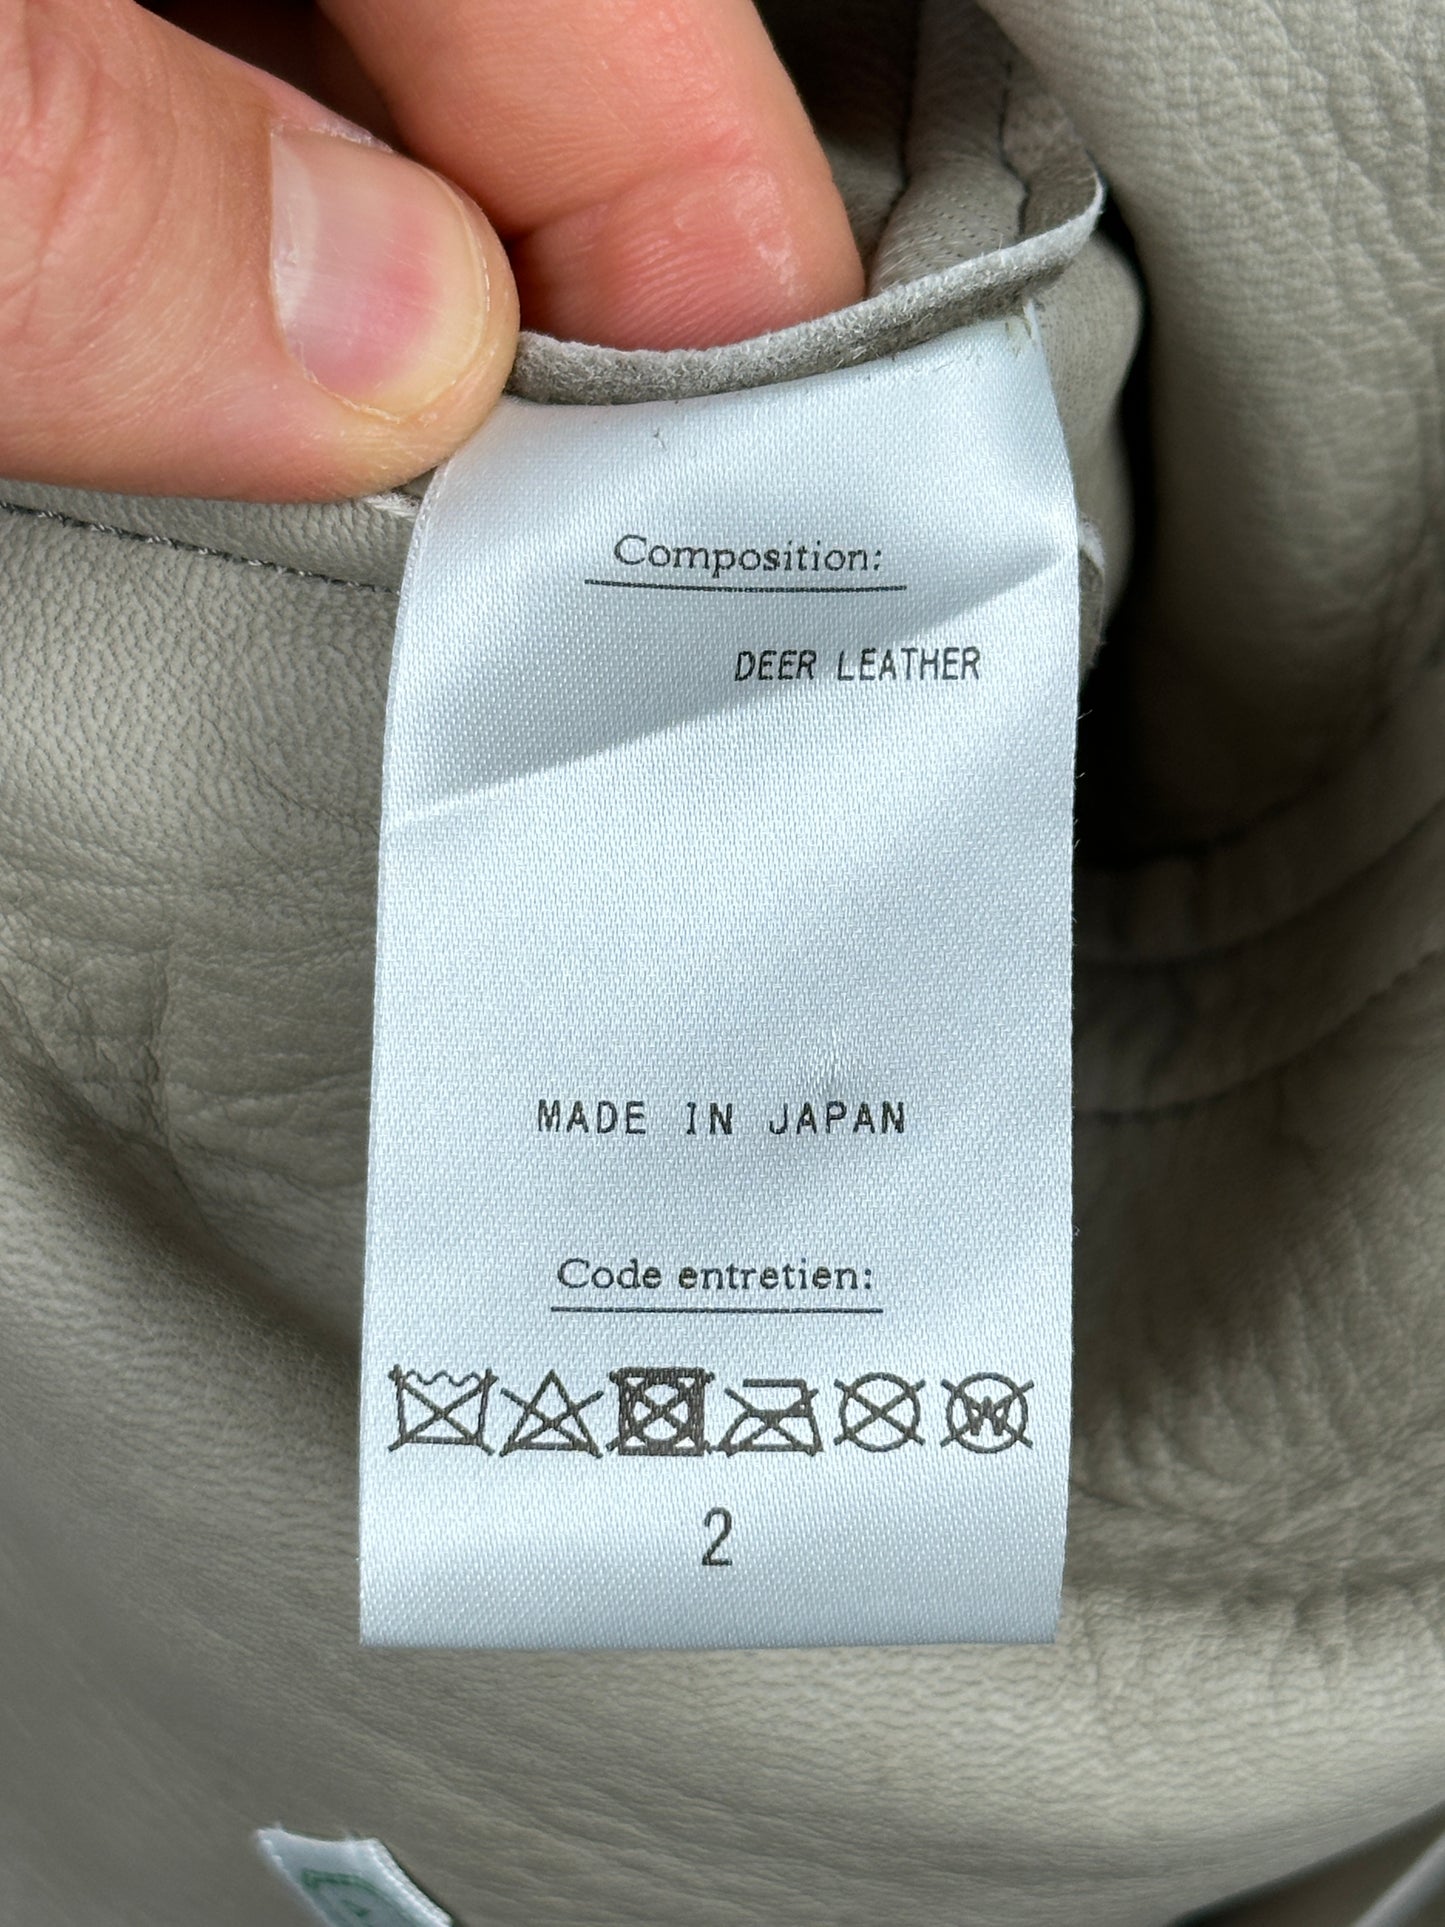 Composition:
DEER LEATHER
MADE IN JAPAN
Code entretien:
W
2